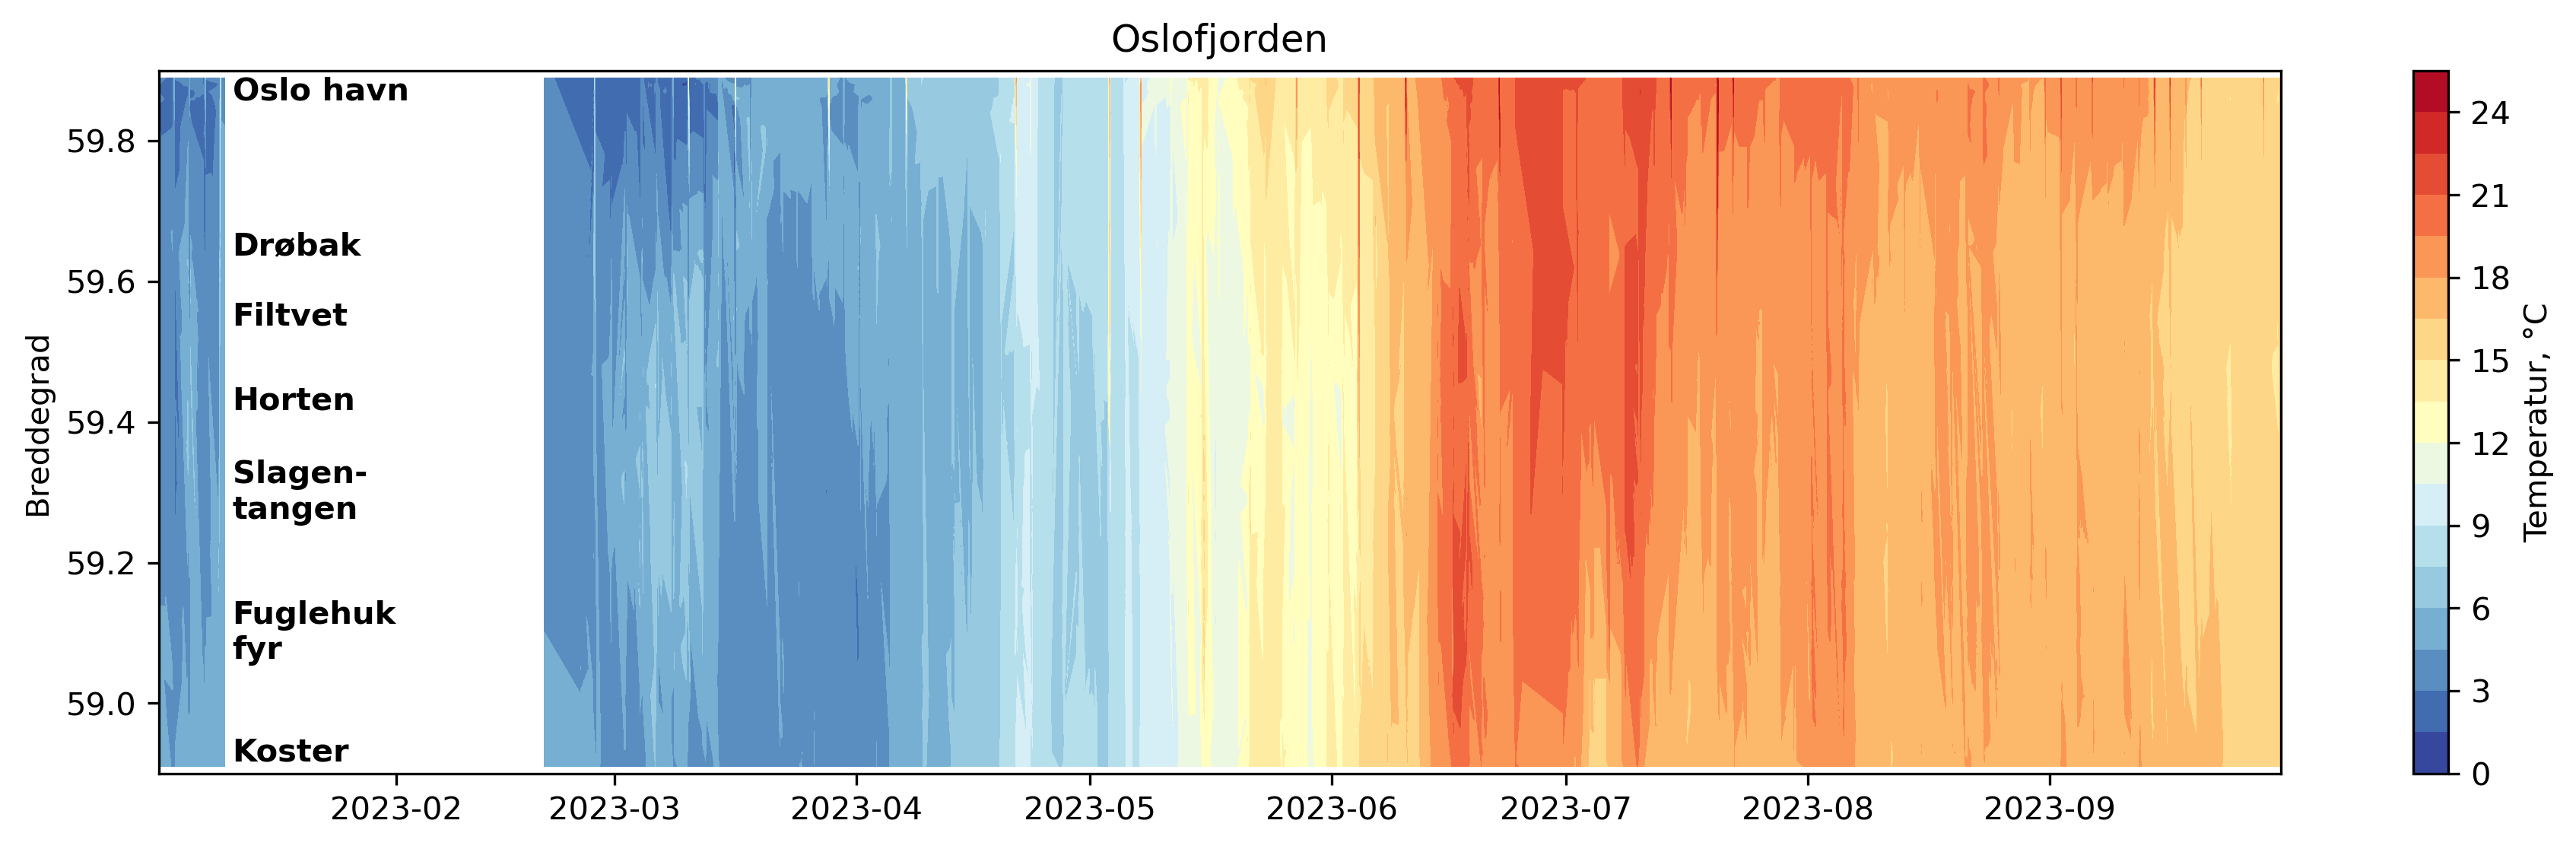 Oslofjorden
Breddegrad
59.8
59.6
59.4
59.2
59.0
Oslo havn
Drøbak
Filtvet
Horten
Slagen-
tangen
Fuglehuk
fyr
Koster
2023-02
2023-03
2023-04
2023-05
2023-06
2023-07
2023-08
2023-09
24
21
18
15
12
9
6
3
0
Temperatur, °C